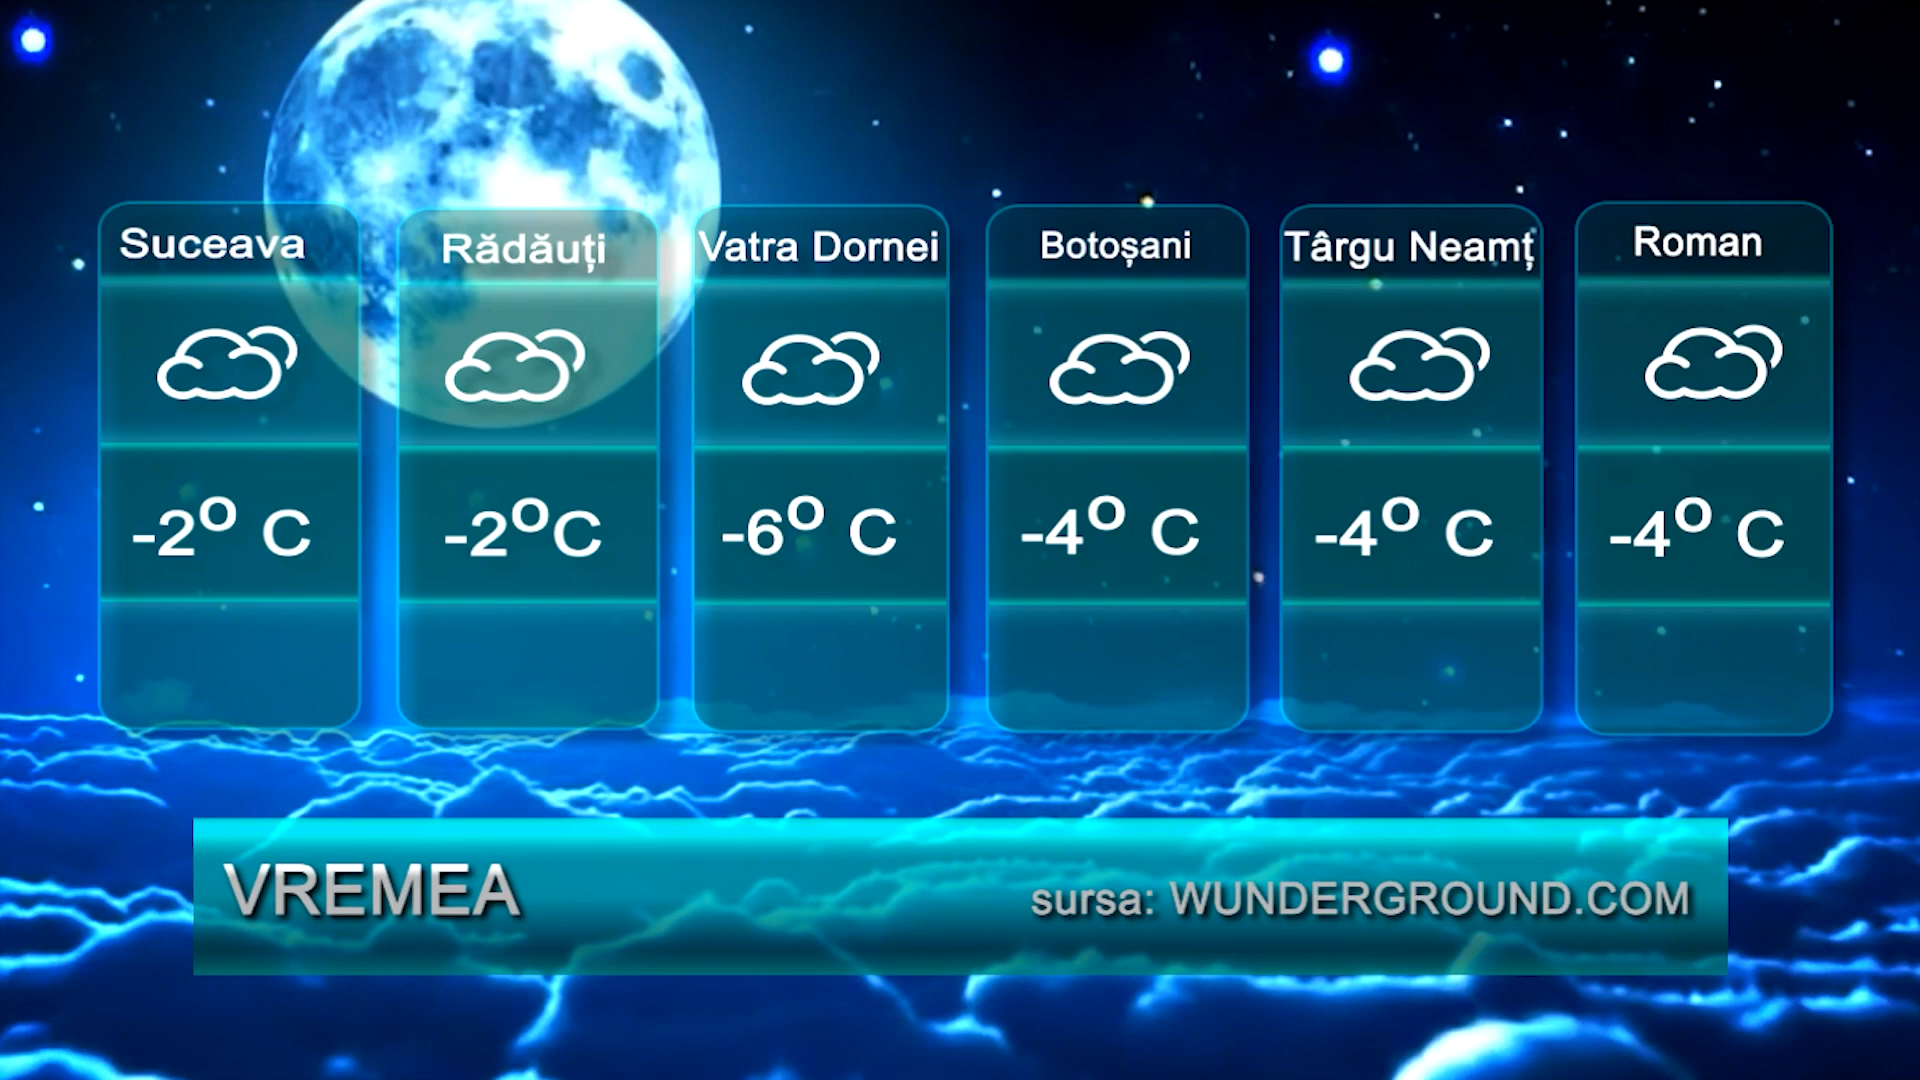 Suceava
Rădăuți
Vatra Dornei
Botoșani
Târgu Neamț
Roman
-2º C
-2ºC
-6º C
-4º C
-4º C
-4º C
VREMEA
sursa: WUNDERGROUND.COM